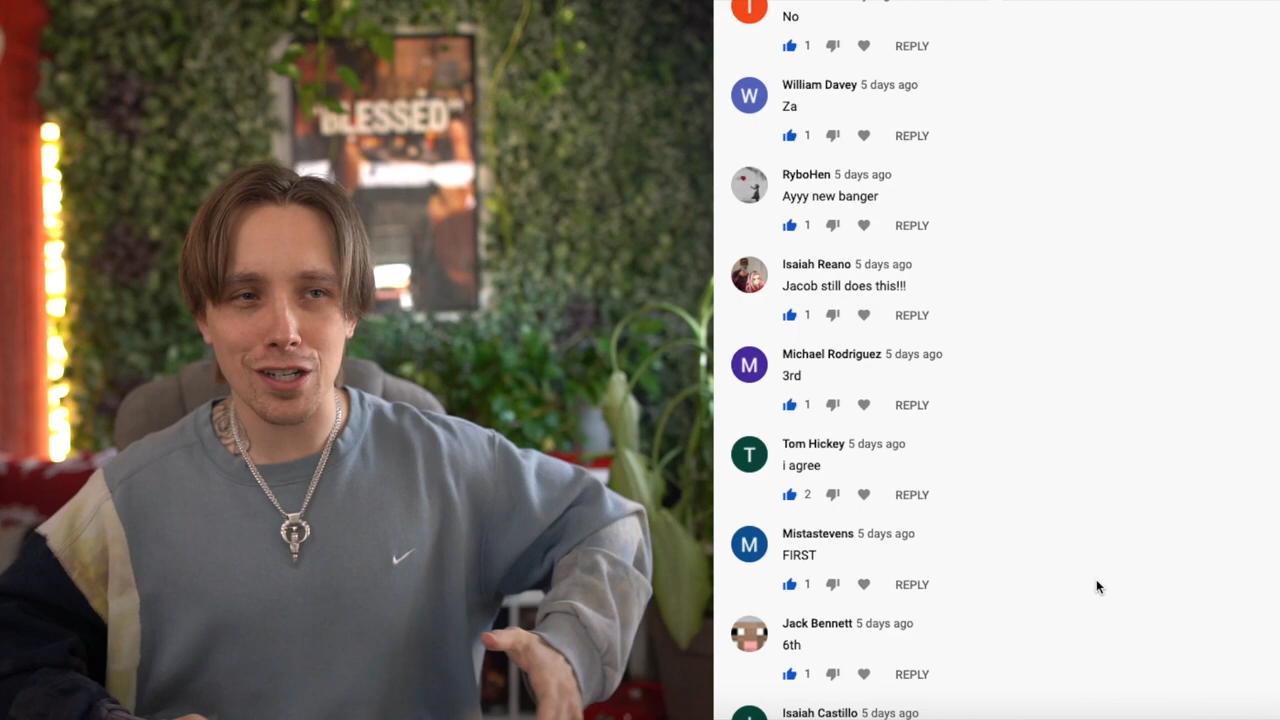 "BLESSED"
No
1 REPLY
William Davey 5 days ago
Za
1 REPLY
RyboHen 5 days ago
Ayyy new banger
1 REPLY
Isaiah Reano 5 days ago
Jacob still does this!!!
1 REPLY
Michael Rodriguez 5 days ago
3rd
1 REPLY
Tom Hickey 5 days ago
i agree
2 REPLY
Mistastevens 5 days ago
FIRST
1 REPLY
Jack Bennett 5 days ago
6th
1 REPLY
Isaiah Castillo 5 days ago
I
W
M
T
M